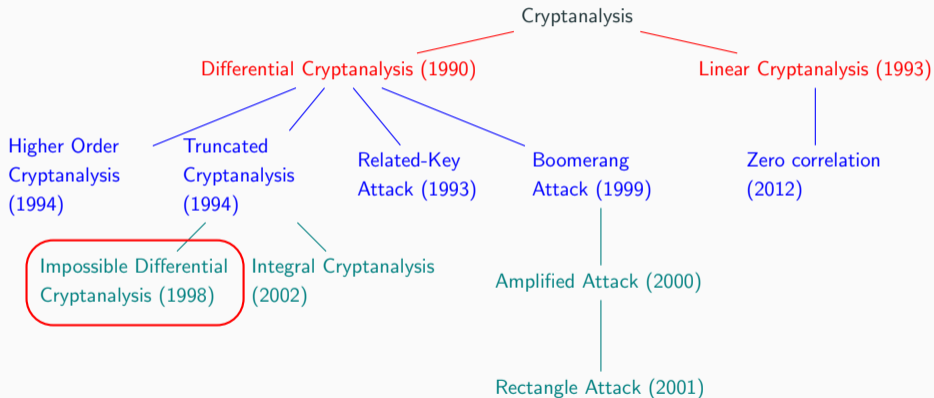 Cryptanalysis
Differential Cryptanalysis (1990)
Linear Cryptanalysis (1993)
Higher Order
Cryptanalysis
(1994)
Truncated
Cryptanalysis
(1994)
Related-Key
Attack (1993)
Boomerang
Attack (1999)
Zero correlation
(2012)
Impossible Differential
Cryptanalysis (1998)
Integral Cryptanalysis
(2002)
Amplified Attack (2000)
Rectangle Attack (2001)